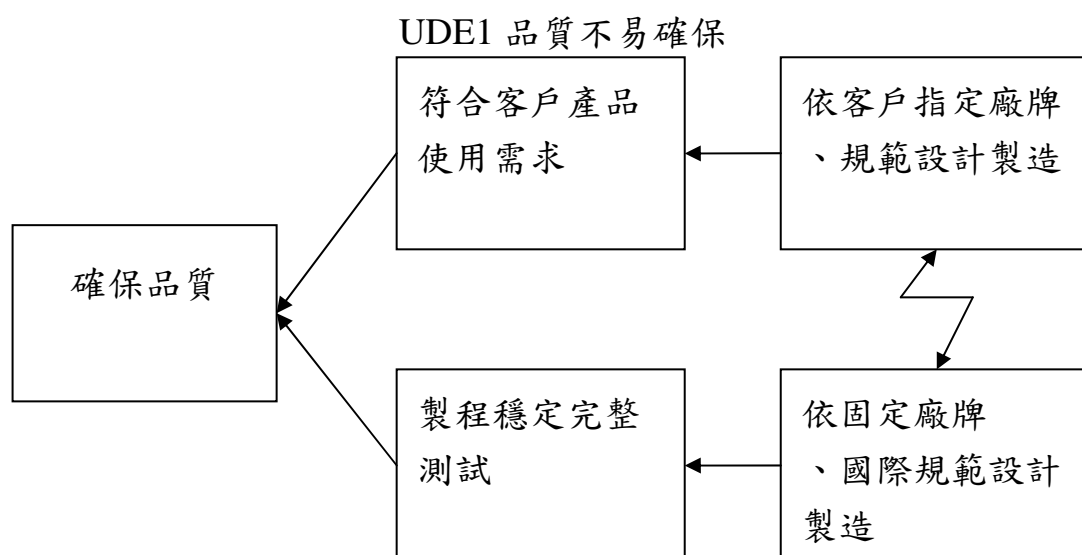 UDE1 品質不易確保
符合客戶產品
使用需求
依客戶指定廠牌
、規範設計製造
確保品質
製程穩定完整
測試
依固定廠牌
、國際規範設計
製造